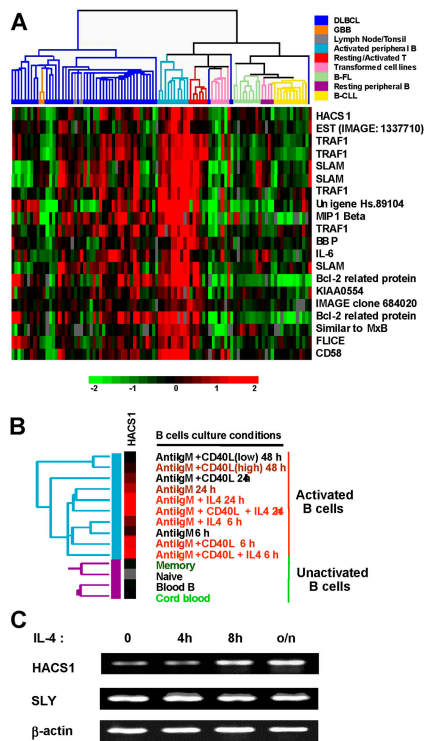 A
DLBCL
GBB
Lymph Node/Tonsil
Activated peripheral B
Resting/Activated T
Transformed cell lines
B-FL
Resting peripheral B
B-CLL
HACS1
EST (IMAGE: 1337710)
TRAF1
TRAF1
SLAM
SLAM
TRAF1
Unigene Hs.89104
MIP1 Beta
TRAF1
BBP
IL-6
SLAM
Bcl-2 related protein
KIAA0554
IMAGE clone 684020
Bcl-2 related protein
Similar to MxB
FLICE
CD58
-2 -1 0 1 2
B
HACS1
B cells culture conditions
AntiIgM +CD40L(low) 48 h
AntiIgM +CD40L(high) 48 h
AntiIgM +CD40L 24h
AntiIgM 24 h
AntiIgM + IL4 24 h
AntiIgM + CD40L + IL4 24h
AntiIgM + IL4 6 h
AntiIgM 6 h
AntiIgM +CD40L 6 h
AntiIgM +CD40L + IL4 6 h
Memory
Naive
Blood B
Cord blood
Activated
B cells
Unactivated
B cells
C
IL-4 : 0 4h 8h o/n
HACS1
SLY
β-actin